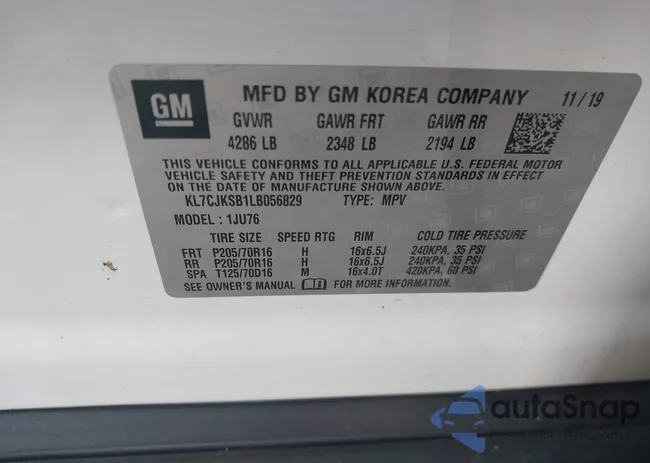 GM
MFD BY GM KOREA COMPANY 11/19
GVWR GAWR FRT GAWR RR
4286 LB 2348 LB 2194 LB
THIS VEHICLE CONFORMS TO ALL APPLICABLE U.S. FEDERAL MOTOR
VEHICLE SAFETY AND THEFT PREVENTION STANDARDS IN EFFECT ON
THE DATE OF MANUFACTURE SHOWN ABOVE.
KL7CJKSB1LB056829 TYPE: MPV
MODEL : 1JU76
TIRE SIZE SPEED RTG RIM COLD TIRE PRESSURE
FRT P205/70R16 H 16x6.5J 240KPA, 35 PSI
RR P205/70R16 H 16x6.5J 240KPA, 35 PSI
SPA T125/70D16 M 16x4.0T 420KPA, 60 PSI
SEE OWNER'S MANUAL FOR MORE INFORMATION.
autoSnap
Your Auction Guide